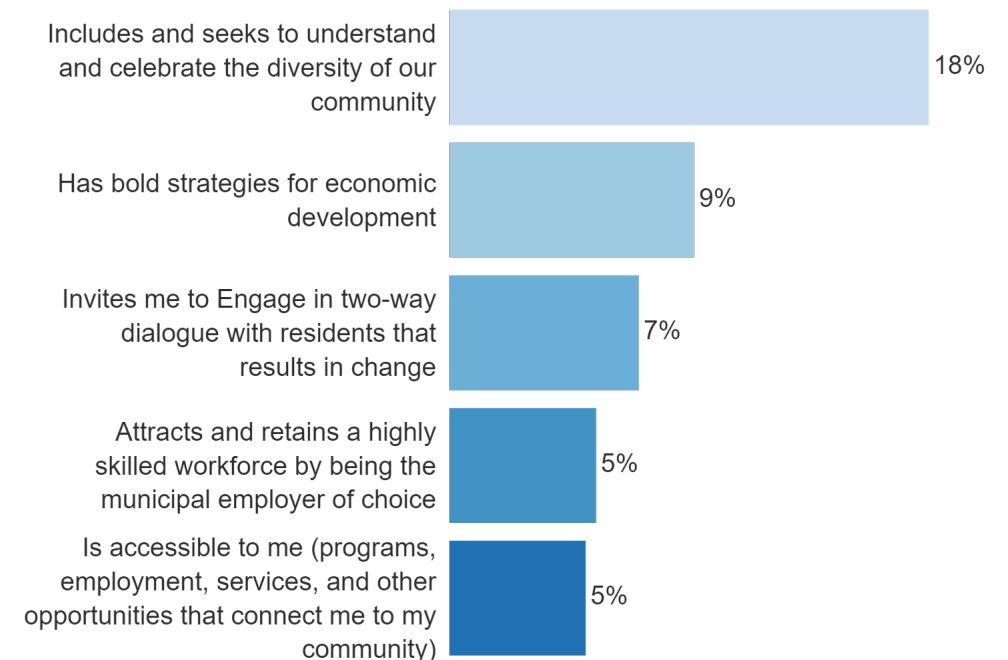 Includes and seeks to understand
and celebrate the diversity of our
community
18%
Has bold strategies for economic
development
9%
Invites me to Engage in two-way
dialogue with residents that
results in change
7%
Attracts and retains a highly
skilled workforce by being the
municipal employer of choice
5%
Is accessible to me (programs,
employment, services, and other
opportunities that connect me to my
community)
5%